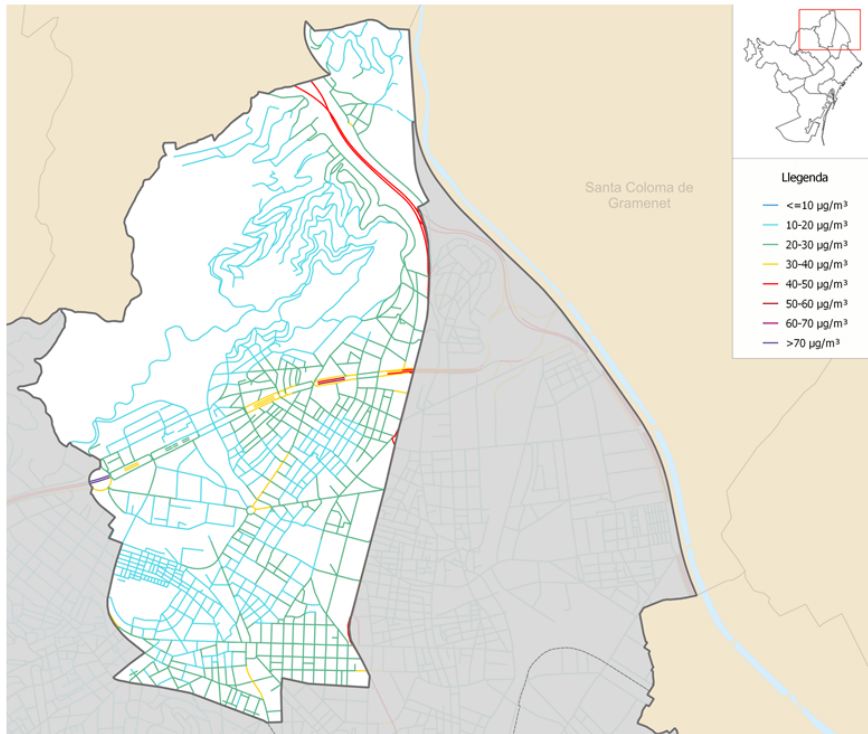 Santa Coloma de
Gramenet
Llegenda
<=10 µg/m³
10-20 µg/m³
20-30 µg/m³
30-40 µg/m³
40-50 µg/m³
50-60 µg/m³
60-70 µg/m³
>70 µg/m³